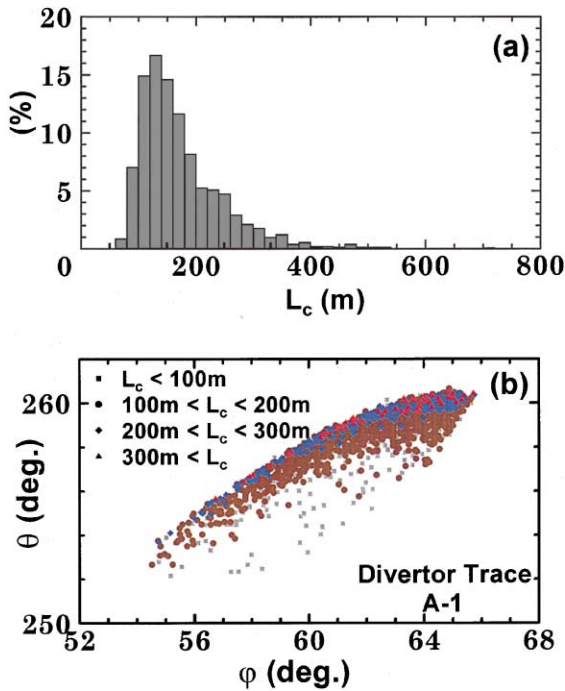 20
(a)
15
(%)
10
5
0
200
400
600
800
L_c (m)
(b)
L_c < 100m
260
100m < L_c < 200m
200m < L_c < 300m
300m < L_c
θ (deg.)
Divertor Trace
A-1
250
52
56
60
64
68
φ (deg.)